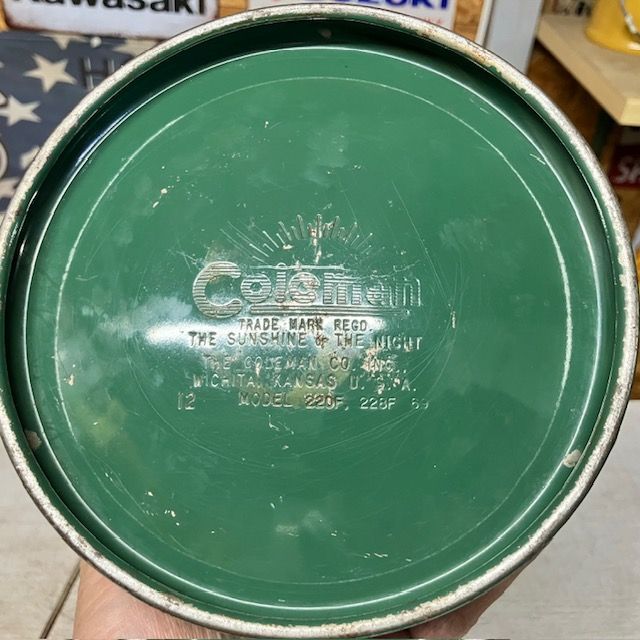 Kawasaki
SUZUKI
Coleman
TRADE MARK REGD.
THE SUNSHINE OF THE NIGHT
THE COLEMAN CO. INC.
WICHITA, KANSAS U.S.A.
12 MODEL 220F, 228F 69